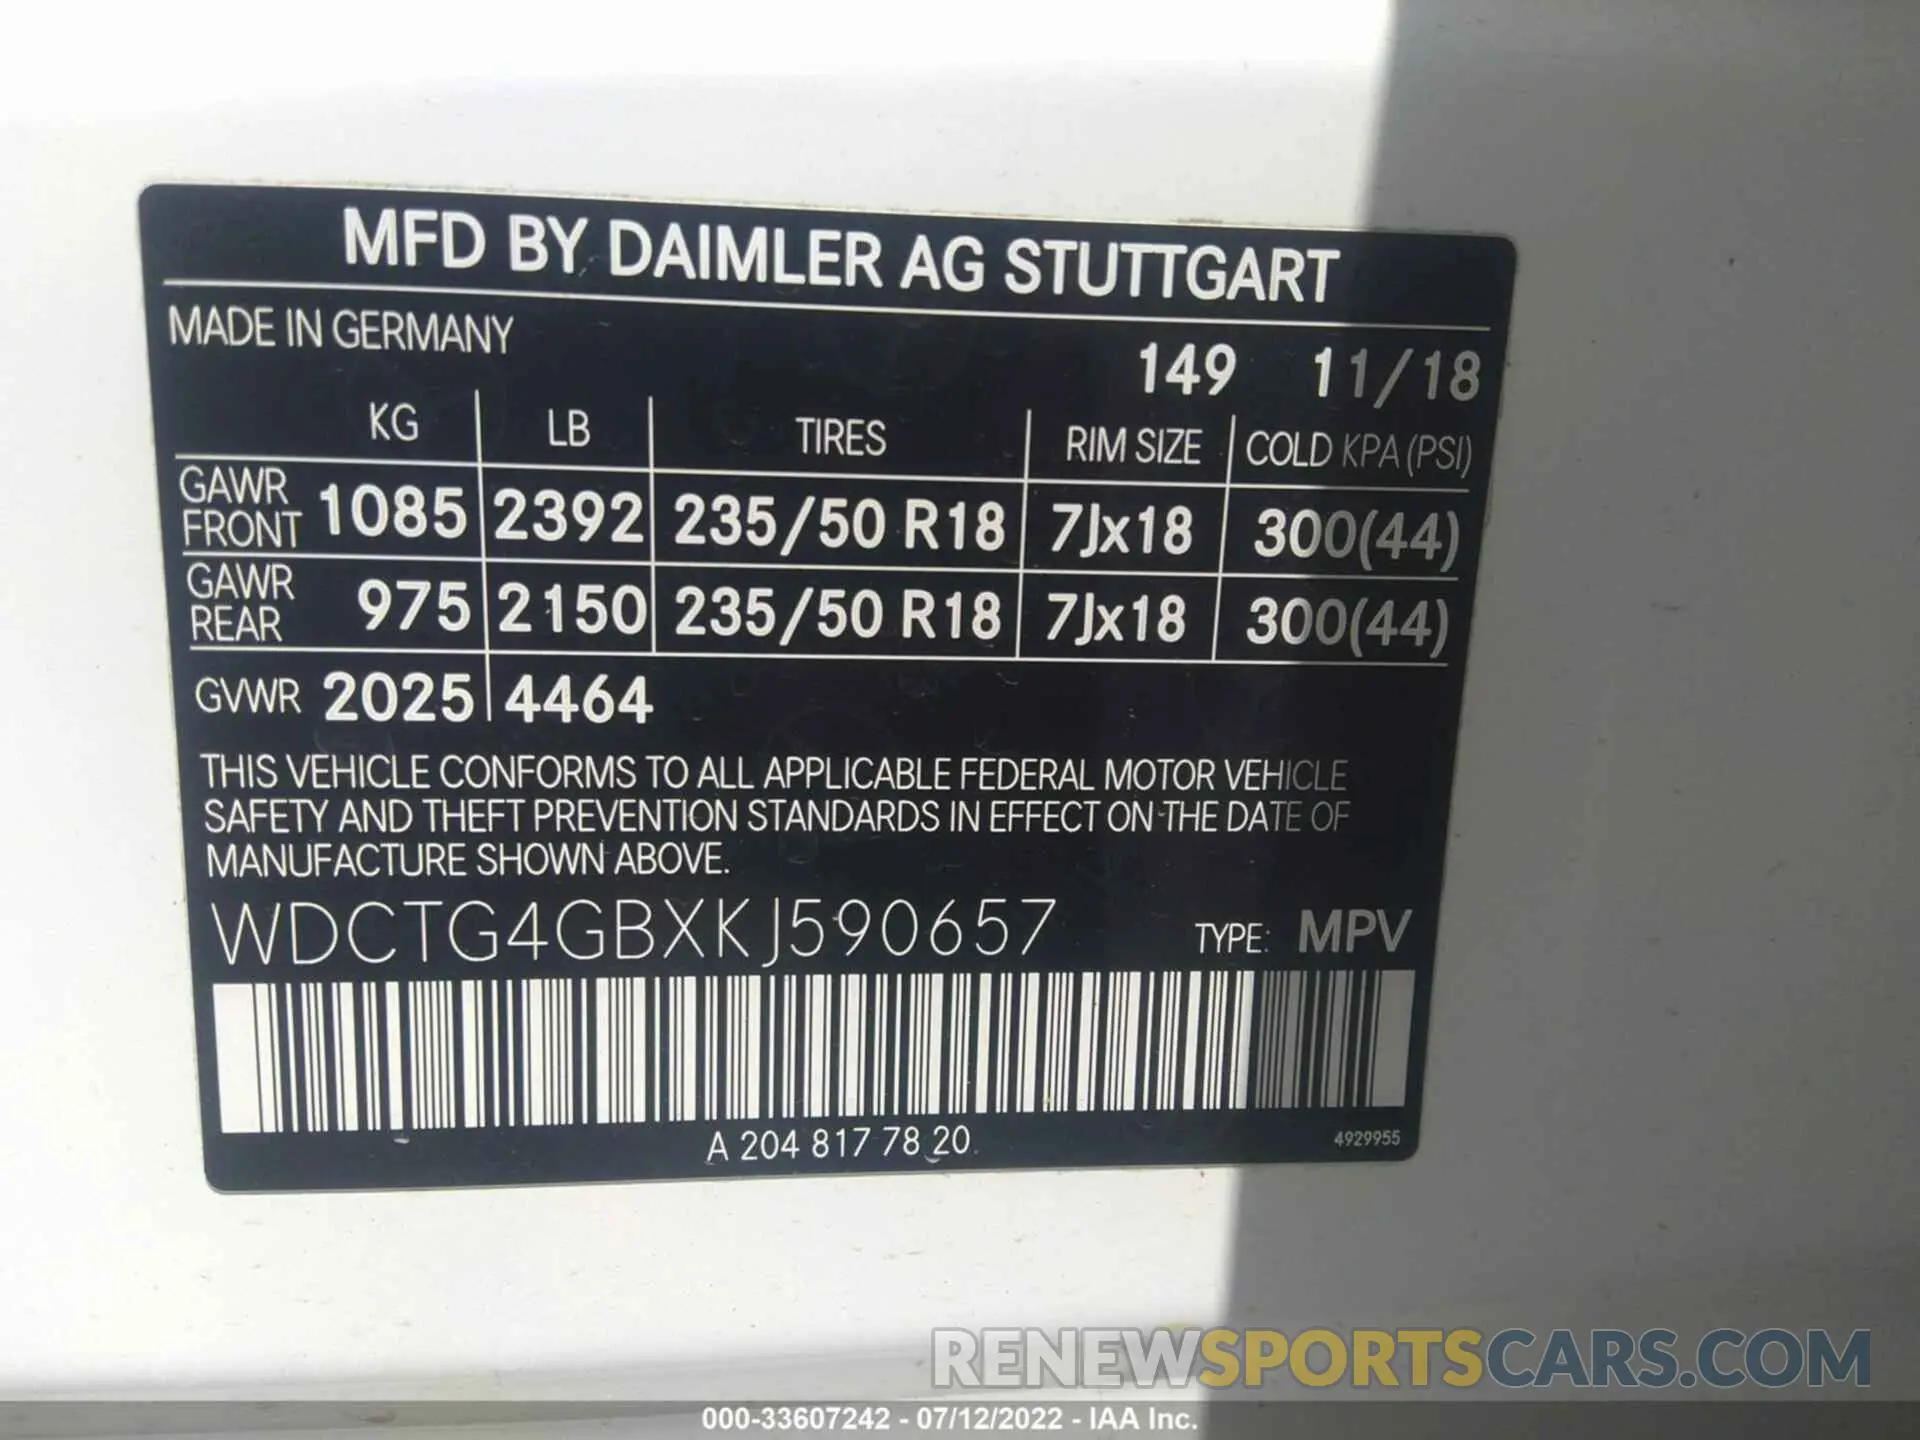 MFD BY DAIMLER AG STUTTGART
MADE IN GERMANY
149 11/18
KG LB TIRES RIM SIZE COLD KPA (PSI)
GAWR FRONT 1085 2392 235/50 R18 7Jx18 300(44)
GAWR REAR 975 2150 235/50 R18 7Jx18 300(44)
GVWR 2025 4464
THIS VEHICLE CONFORMS TO ALL APPLICABLE FEDERAL MOTOR VEHICLE
SAFETY AND THEFT PREVENTION STANDARDS IN EFFECT ON THE DATE OF
MANUFACTURE SHOWN ABOVE.
WDCTG4GBXKJ590657 TYPE: MPV
A 204 817 78 20
4929955
RENEWSPORTSCARS.COM
000-33607242 - 07/12/2022 - IAA Inc.